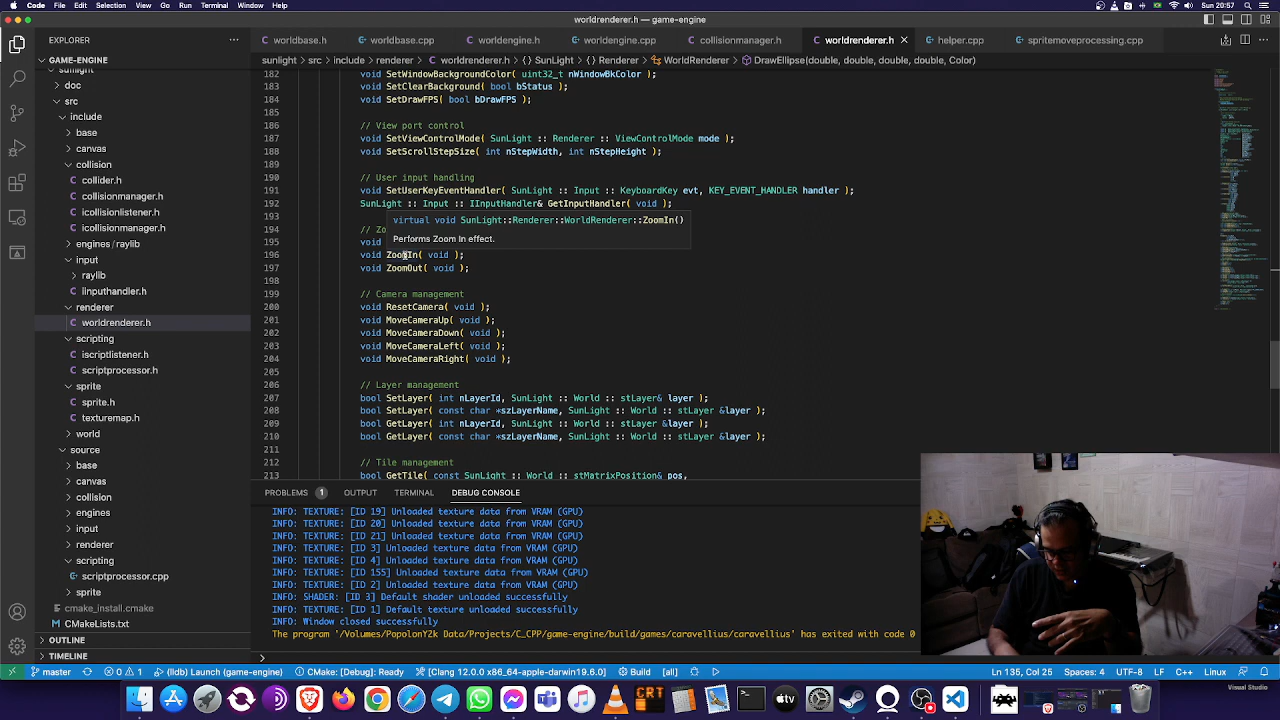 Code File Edit Selection View Go Run Terminal Window Help
Sun 20:57
worldrenderer.h — game-engine
EXPLORER
worldbase.h
worldbase.cpp
worldengine.h
worldengine.cpp
collisionmanager.h
worldrenderer.h
helper.cpp
spritemoveprocessing.cpp
sunlight > src > include > renderer > worldrenderer.h > {} SunLight > {} Renderer > WorldRenderer > DrawEllipse(double, double, double, double, Color)
GAME-ENGINE
sunlight
doc
src
include
base
canvas
collision
collider.h
collisionmanager.h
icollisionlistener.h
icollisionmanager.h
engines / raylib
input
raylib
iinputhandler.h
renderer
worldrenderer.h
scripting
iscriptlistener.h
scriptprocessor.h
sprite
sprite.h
texturemap.h
world
source
base
canvas
collision
engines
input
renderer
scripting
scriptprocessor.cpp
sprite
cmake_install.cmake
CMakeLists.txt
OUTLINE
TIMELINE
182 void SetWindowBackgroundColor( uint32_t nWindowBkColor );
183 void SetClearBackground( bool bStatus );
184 void SetDrawFPS( bool bDrawFPS );
185
186 // View port control
187 void SetViewControlMode( SunLight :: Renderer :: ViewControlMode mode );
188 void SetScrollStepSize( int nStepWidth, int nStepHeight );
189
190 // User input handling
191 void SetUserKeyEventHandler( SunLight :: Input :: KeyboardKey evt, KEY_EVENT_HANDLER handler );
192 SunLight :: Input :: IInputHandler& GetInputHandler( void );
193
virtual void SunLight::Renderer::WorldRenderer::ZoomIn()
Performs Zoom In effect.
194 // Zo
195 void
196 void ZoomIn( void );
197 void ZoomOut( void );
198
199 // Camera management
200 void ResetCamera( void );
201 void MoveCameraUp( void );
202 void MoveCameraDown( void );
203 void MoveCameraLeft( void );
204 void MoveCameraRight( void );
205
206 // Layer management
207 bool SetLayer( int nLayerId, SunLight :: World :: stLayer& layer );
208 bool SetLayer( const char *szLayerName, SunLight :: World :: stLayer &layer );
209 bool GetLayer( int nLayerId, SunLight :: World :: stLayer &layer );
210 bool GetLayer( const char *szLayerName, SunLight :: World :: stLayer &layer );
211
212 // Tile management
213 bool GetTile( const SunLight :: World :: stMatrixPosition& pos,
PROBLEMS 1 OUTPUT TERMINAL DEBUG CONSOLE
INFO: TEXTURE: [ID 19] Unloaded texture data from VRAM (GPU)
INFO: TEXTURE: [ID 20] Unloaded texture data from VRAM (GPU)
INFO: TEXTURE: [ID 21] Unloaded texture data from VRAM (GPU)
INFO: TEXTURE: [ID 3] Unloaded texture data from VRAM (GPU)
INFO: TEXTURE: [ID 4] Unloaded texture data from VRAM (GPU)
INFO: TEXTURE: [ID 155] Unloaded texture data from VRAM (GPU)
INFO: TEXTURE: [ID 2] Unloaded texture data from VRAM (GPU)
INFO: SHADER: [ID 3] Default shader unloaded successfully
INFO: TEXTURE: [ID 1] Default texture unloaded successfully
INFO: Window closed successfully
The program '/Volumes/PopolonY2k Data/Projects/C_CPP/game-engine/build/games/caravellius/caravellius' has exited with code 0
master 0 1 (lldb) Launch (game-engine) CMake: [Debug]: Ready [Clang 12.0.0 x86_64-apple-darwin19.6.0] Build [all] Ln 135, Col 25 Spaces: 4 UTF-8 LF C++ Linux
CRT
tv
Visual Studio